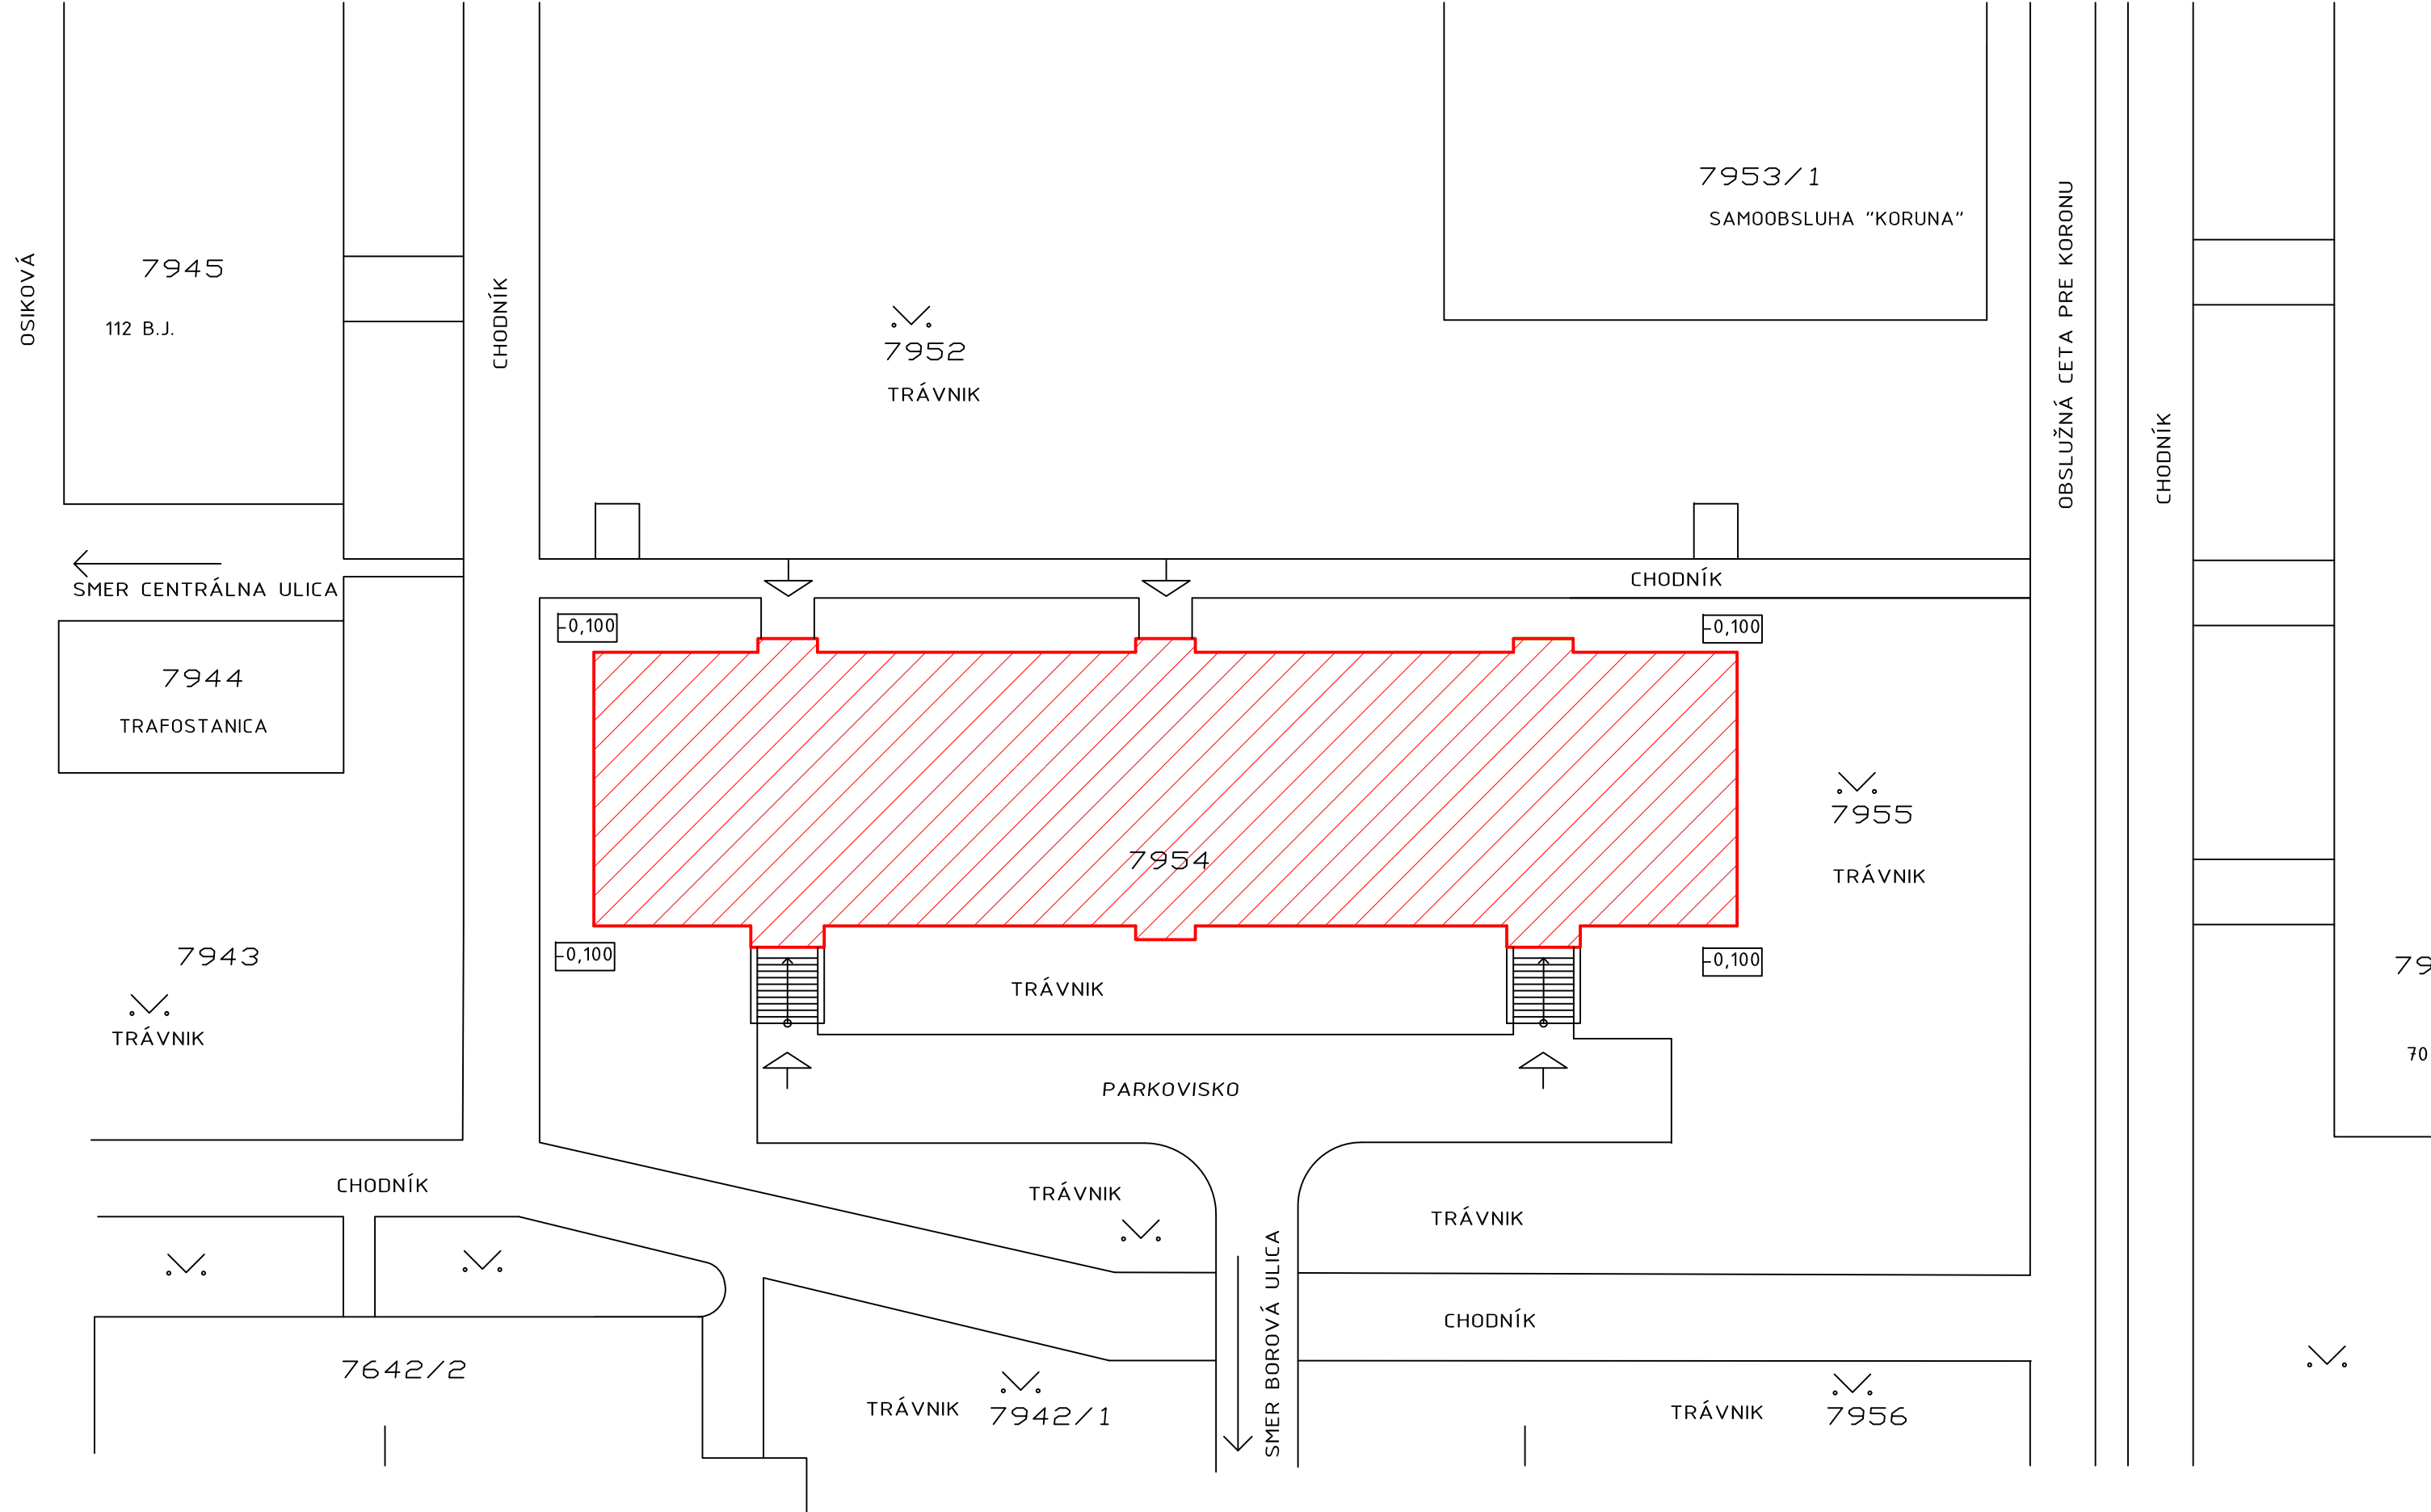 7953/1
SAMOOBSLUHA "KORUNA"
OSIKOVÁ
7945
112 B.J.
CHODNÍK
7952
TRÁVNIK
OBSLUŽNÁ CETA PRE KORONU
CHODNÍK
SMER CENTRÁLNA ULICA
CHODNÍK
-0,100
-0,100
7944
TRAFOSTANICA
7955
TRÁVNIK
7954
7943
TRÁVNIK
-0,100
-0,100
TRÁVNIK
70
PARKOVISKO
CHODNÍK
TRÁVNIK
TRÁVNIK
SMER BOROVÁ ULICA
CHODNÍK
7642/2
TRÁVNIK
7942/1
TRÁVNIK
7956